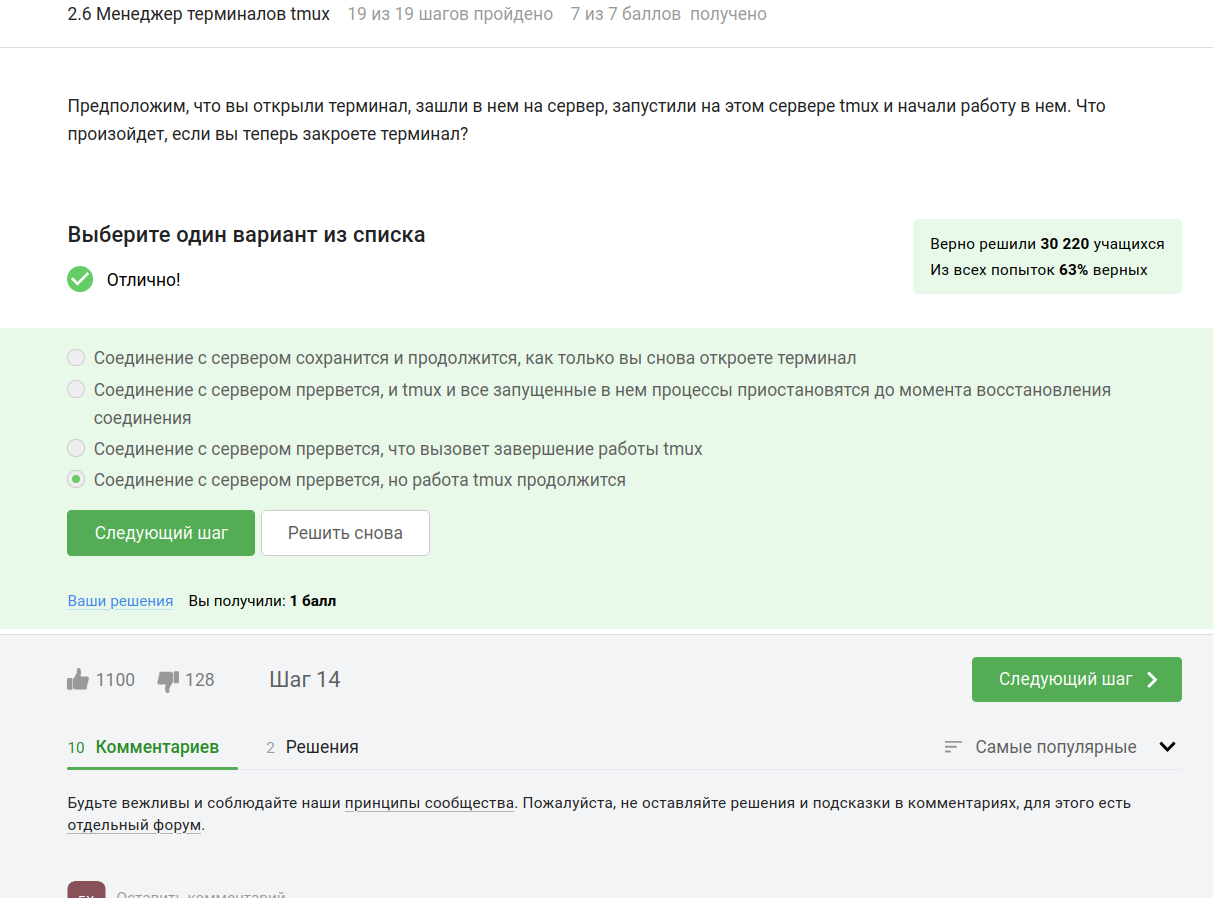 2.6 Менеджер терминалов tmux 19 из 19 шагов пройдено 7 из 7 баллов получено
Предположим, что вы открыли терминал, зашли в нем на сервер, запустили на этом сервере tmux и начали работу в нем. Что
произойдет, если вы теперь закроете терминал?
Выберите один вариант из списка
Отлично!
Верно решили 30 220 учащихся
Из всех попыток 63% верных
Соединение с сервером сохранится и продолжится, как только вы снова откроете терминал
Соединение с сервером прервется, и tmux и все запущенные в нем процессы приостановятся до момента восстановления
соединения
Соединение с сервером прервется, что вызовет завершение работы tmux
Соединение с сервером прервется, но работа tmux продолжится
Следующий шаг Решить снова
Ваши решения Вы получили: 1 балл
1100 128 Шаг 14 Следующий шаг
10 Комментариев 2 Решения Самые популярные
Будьте вежливы и соблюдайте наши принципы сообщества. Пожалуйста, не оставляйте решения и подсказки в комментариях, для этого есть
отдельный форум.
Оставить комментарий